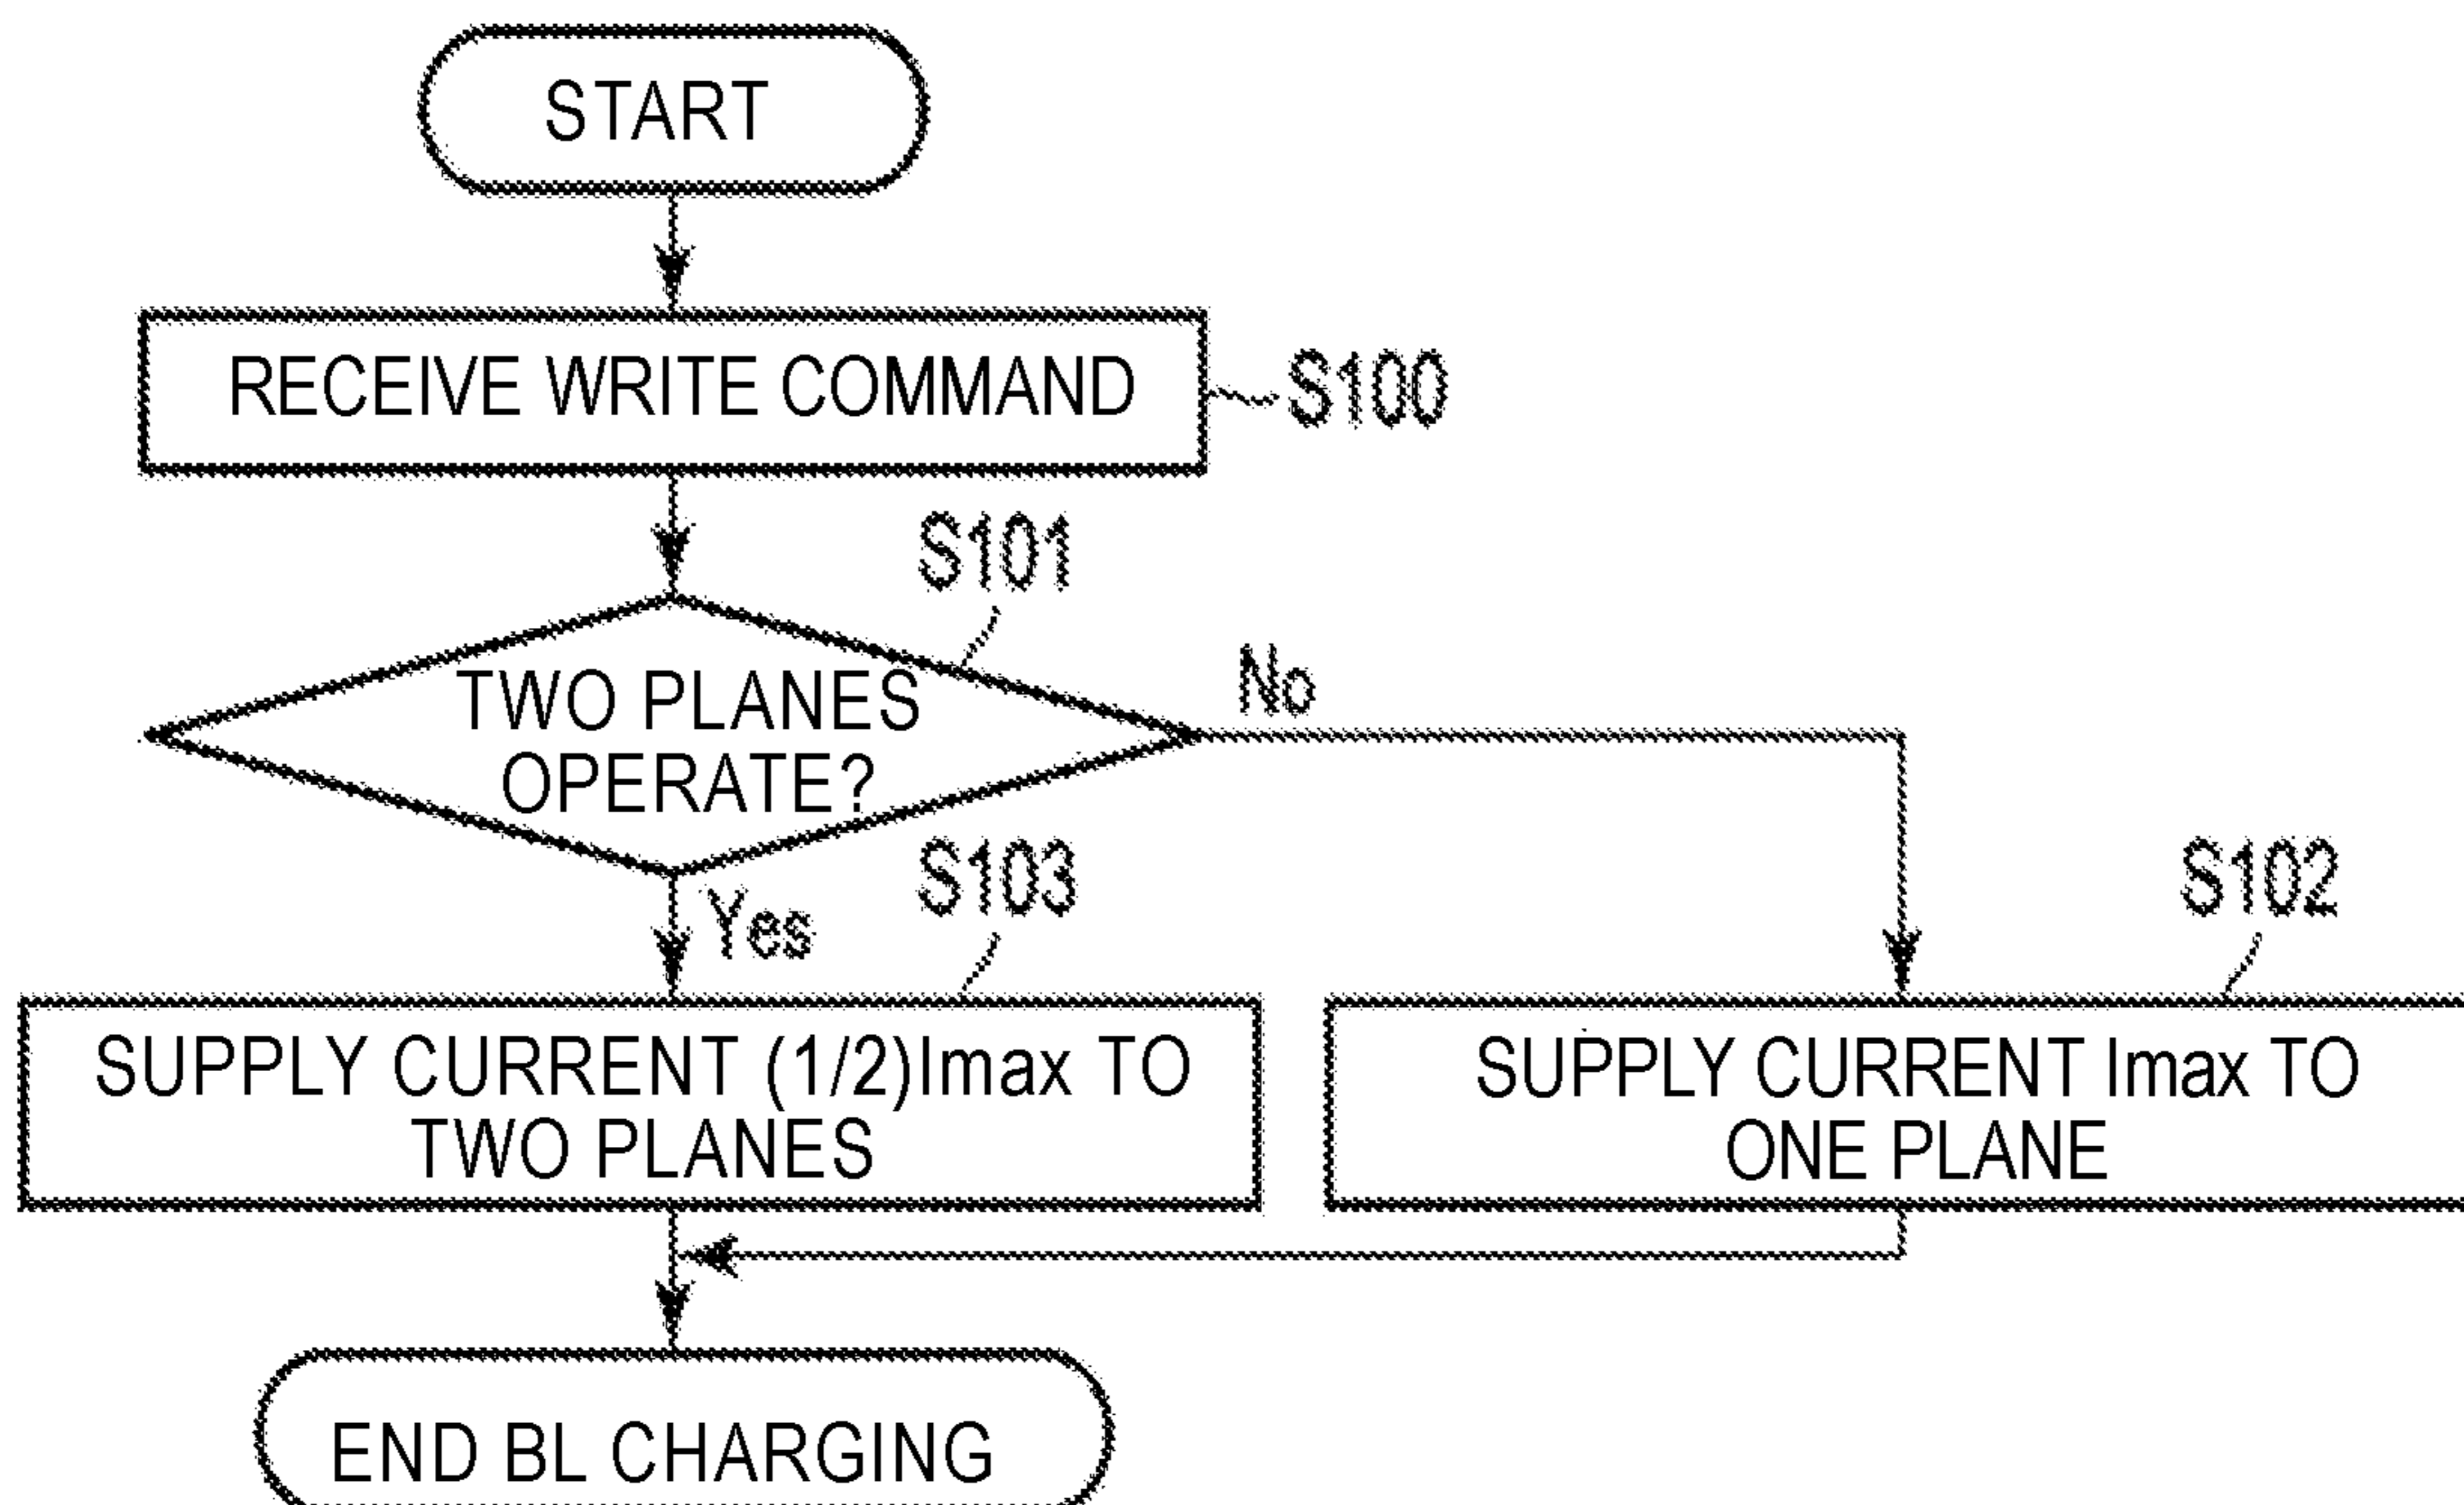 START
RECEIVE WRITE COMMAND
S100
S101
TWO PLANES
OPERATE?
No
Yes
S103
S102
SUPPLY CURRENT (1/2)Imax TO
TWO PLANES
SUPPLY CURRENT Imax TO
ONE PLANE
END BL CHARGING